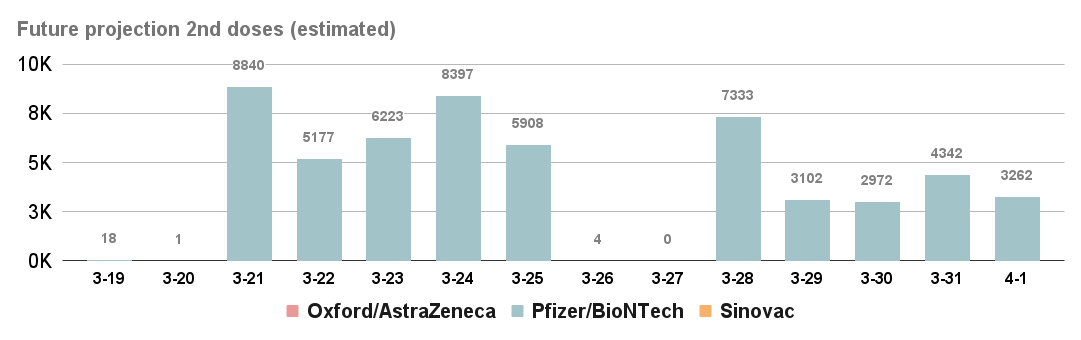 Future projection 2nd doses (estimated)
10K
8K
5K
3K
0K
18
1
8840
5177
6223
8397
5908
4
0
7333
3102
2972
4342
3262
3-19 3-20 3-21 3-22 3-23 3-24 3-25 3-26 3-27 3-28 3-29 3-30 3-31 4-1
Oxford/AstraZeneca Pfizer/BioNTech Sinovac